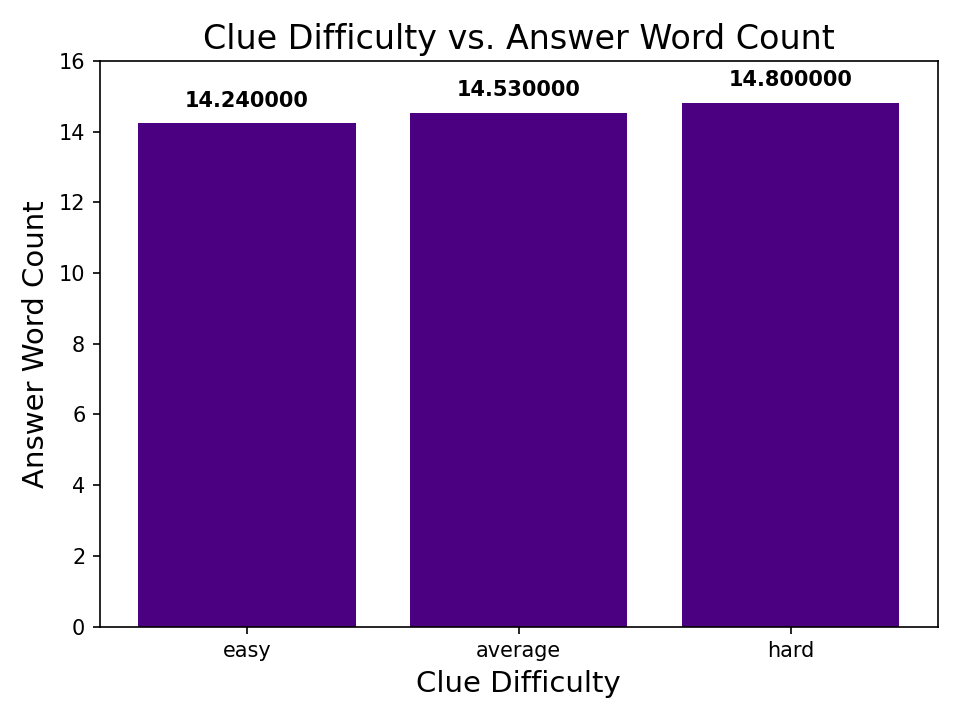 Clue Difficulty vs. Answer Word Count
16
14
12
10
8
6
4
2
0
Answer Word Count
14.240000
14.530000
14.800000
easy
average
hard
Clue Difficulty